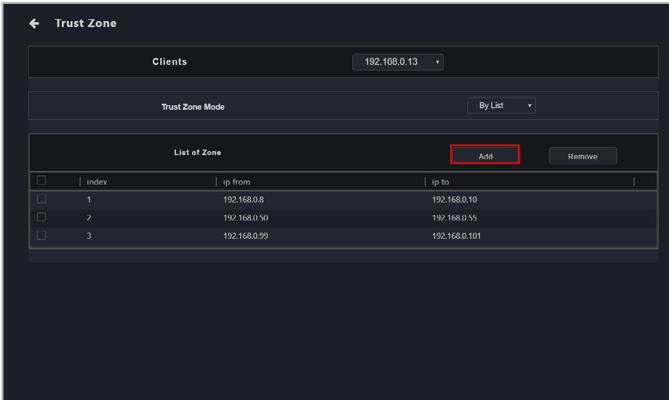 Trust Zone
Clients 192.168.0.13
Trust Zone Mode By List
List of Zone Add Remove
index ip from ip to
1 192.168.0.8 192.168.0.10
2 192.168.0.50 192.168.0.55
3 192.168.0.99 192.168.0.101